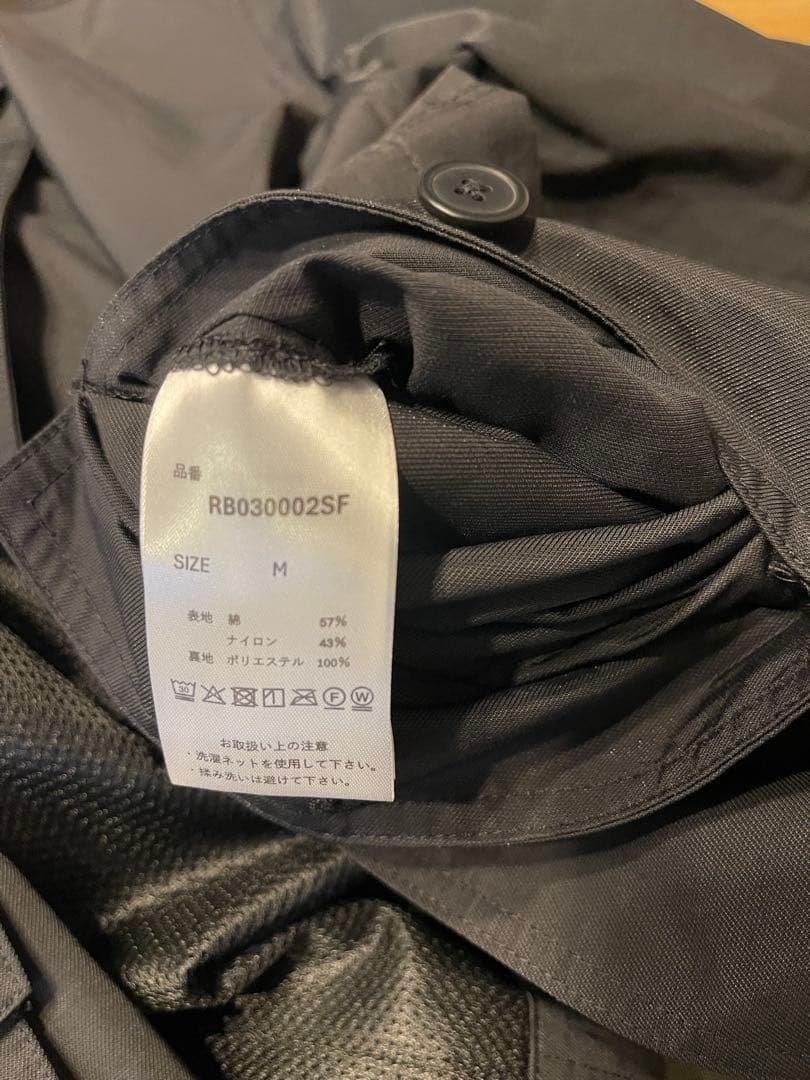 品番
RB030002SF
SIZE M
表地 綿 57%
ナイロン 43%
裏地 ポリエステル 100%
30 F W
お取扱い上の注意
・洗濯ネットを使用して下さい。
・揉み洗いは避けて下さい。